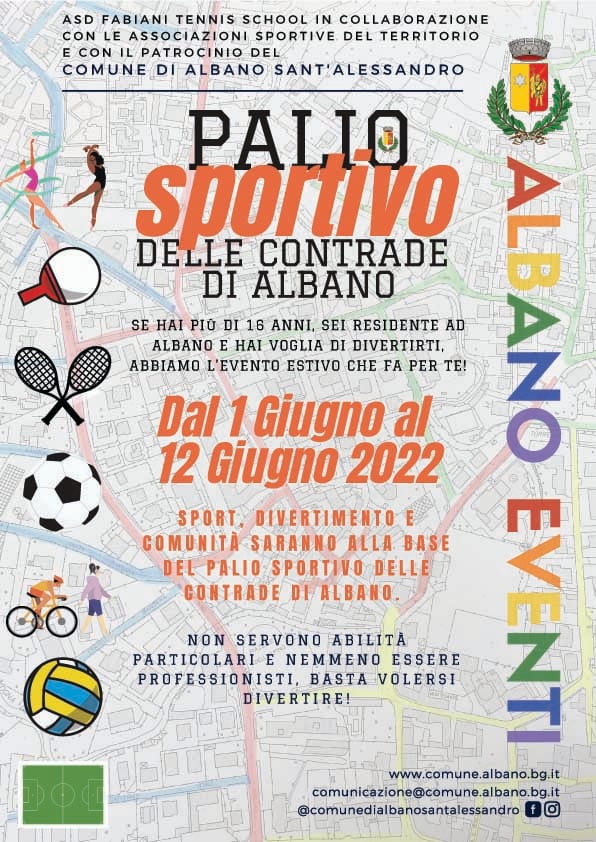 ASD FABIANI TENNIS SCHOOL IN COLLABORAZIONE
CON LE ASSOCIAZIONI SPORTIVE DEL TERRITORIO
E CON IL PATROCINIO DEL
COMUNE DI ALBANO SANT'ALESSANDRO
PALIO
sportivo
DELLE CONTRADE
DI ALBANO
SE HAI PIÙ DI 16 ANNI, SEI RESIDENTE AD
ALBANO E HAI VOGLIA DI DIVERTIRTI,
ABBIAMO L'EVENTO ESTIVO CHE FA PER TE!
Dal 1 Giugno al
12 Giugno 2022
SPORT, DIVERTIMENTO E
COMUNITÀ SARANNO ALLA BASE
DEL PALIO SPORTIVO DELLE
CONTRADE DI ALBANO.
NON SERVONO ABILITÀ
PARTICOLARI E NEMMENO ESSERE
PROFESSIONISTI, BASTA VOLERSI
DIVERTIRE!
ALBANO EVENTI
www.comune.albano.bg.it
comunicazione@comune.albano.bg.it
@comunedialbanosantalessandro